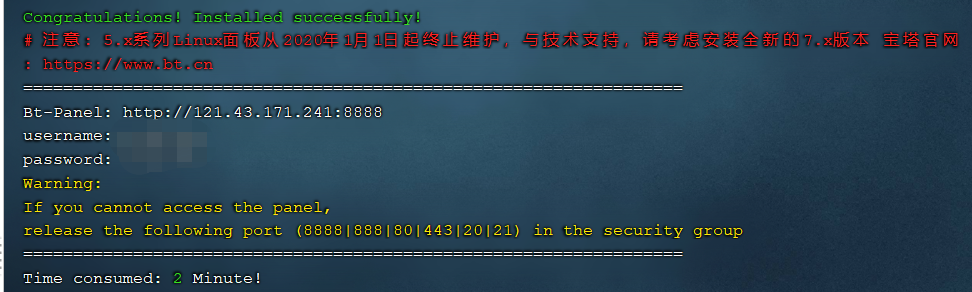 Congratulations! Installed successfully!
# 注意: 5.x系列Linux面板从2020年1月1日起终止维护, 与技术支持, 请考虑安装全新的7.x版本 宝塔官网
: https://www.bt.cn
==================================================================
Bt-Panel: http://121.43.171.241:8888
username:
password:
Warning:
If you cannot access the panel,
release the following port (8888|888|80|443|20|21) in the security group
==================================================================
Time consumed: 2 Minute!